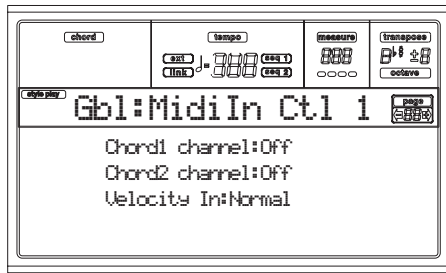 chord
tempo
measure
transpose
ext
seq 1
link
seq 2
octave
style play
Gbl:MidiIn Ctl 1
page
Chord1 channel:Off
Chord2 channel:Off
Velocity In:Normal